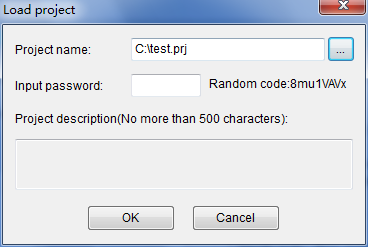 Load project
Project name: C:\test.prj ...
Input password: Random code:8mu1VAVx
Project description(No more than 500 characters):
OK Cancel